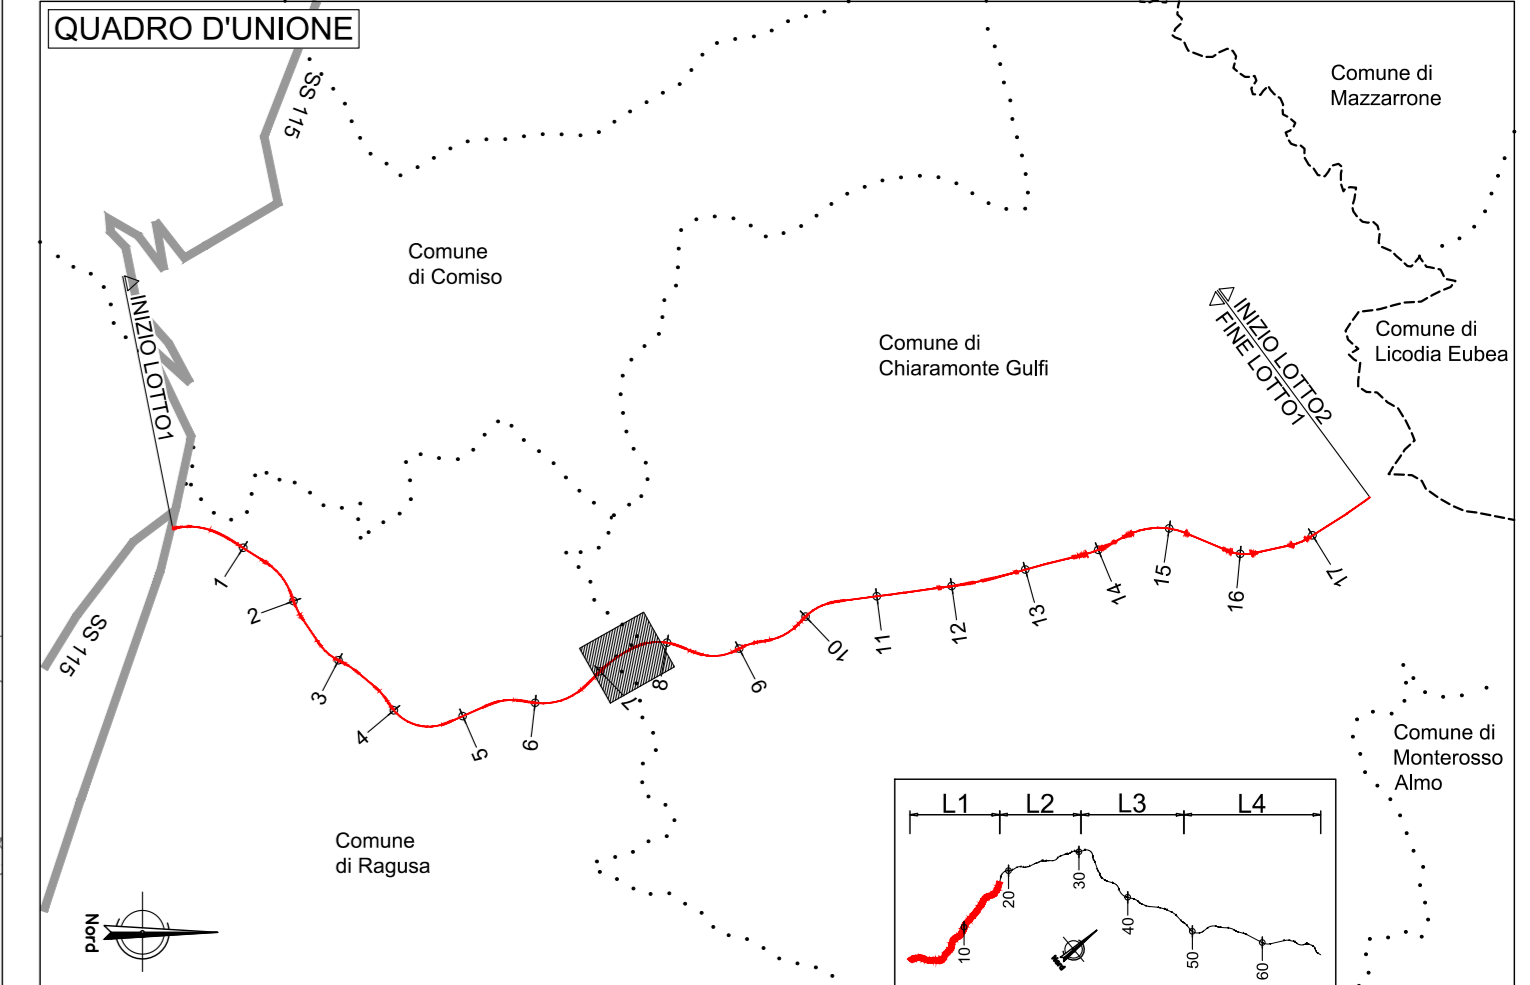 QUADRO D'UNIONE
SS 115
Comune di
Mazzarrone
Comune
di Comiso
INIZIO LOTTO1
Comune di
Chiaramonte Gulfi
INIZIO LOTTO2
FINE LOTTO1
Comune di
Licodia Eubea
1
2
3
4
5
6
7
8
9
10
11
12
13
14
15
16
17
SS 115
Comune di
Monterosso
Almo
Comune
di Ragusa
Nord
L1
L2
L3
L4
10
20
30
40
50
60
Nord